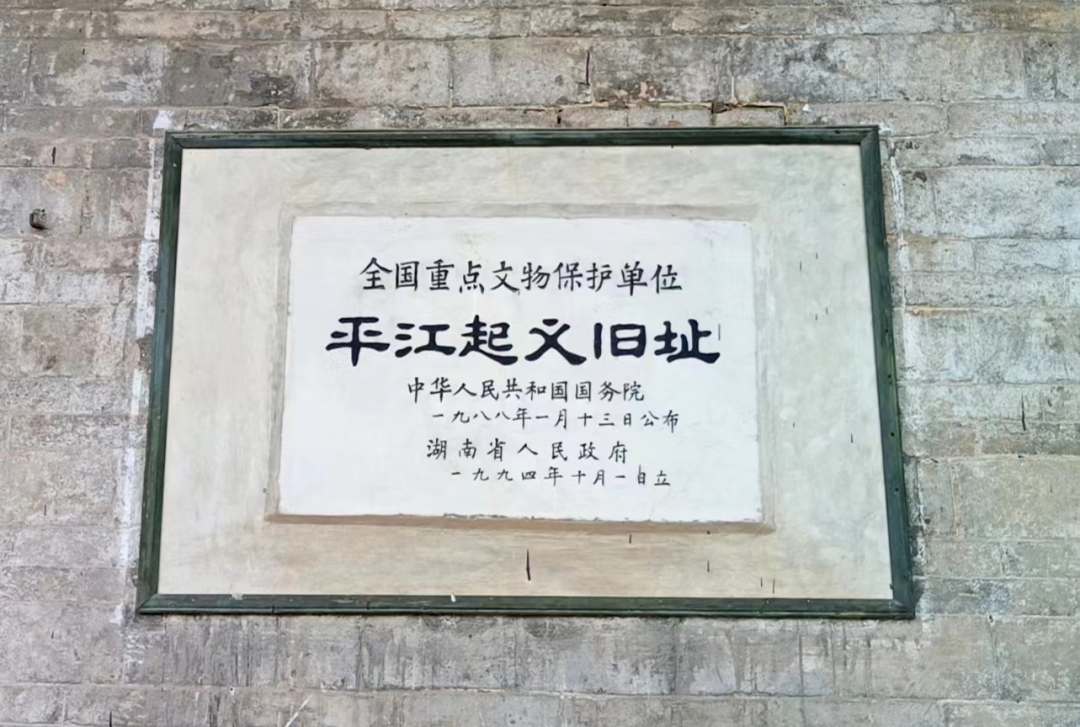 全国重点文物保护单位
平江起义旧址
中华人民共和国国务院
一九八八年一月十三日公布
湖南省人民政府
一九九四年十月一自立